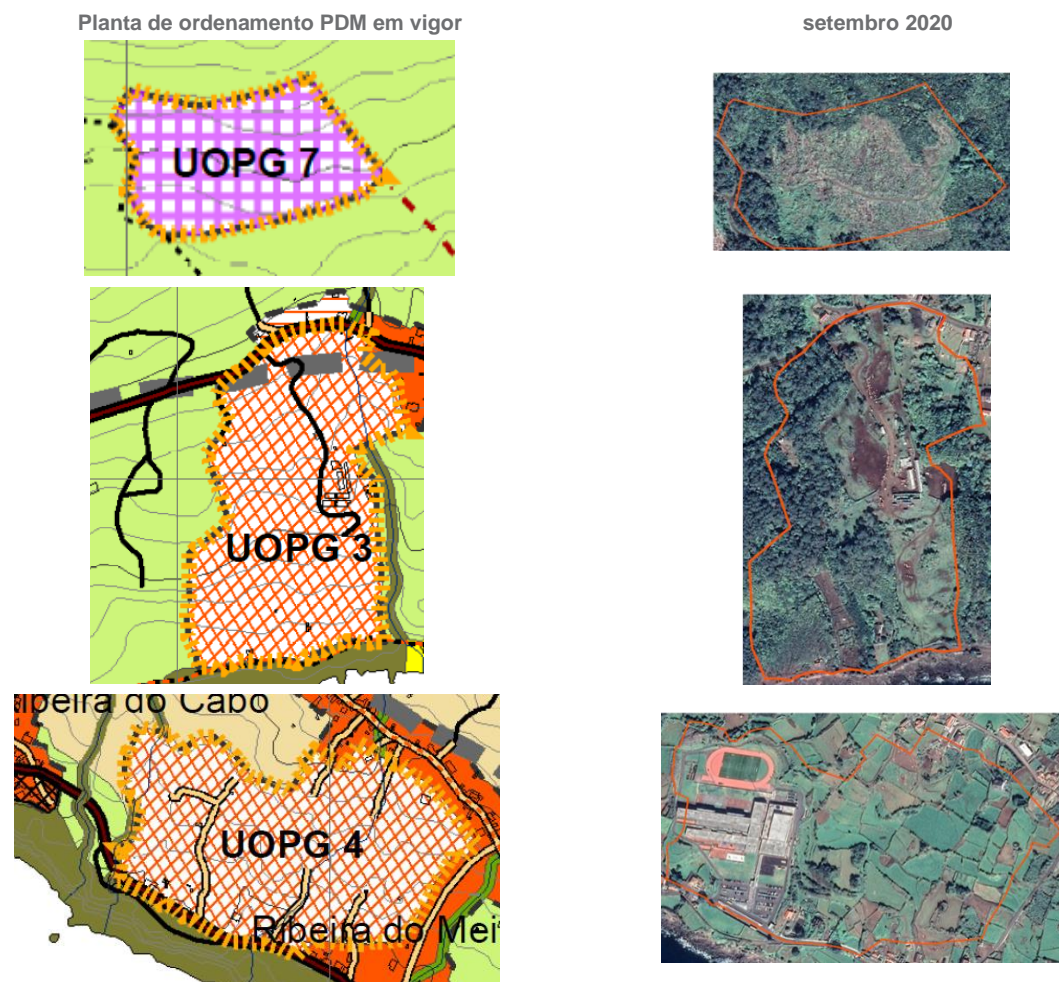 Planta de ordenamento PDM em vigor
setembro 2020
UOPG 7
UOPG 3
Ribeira do Cabo
UOPG 4
Ribeira do Mei